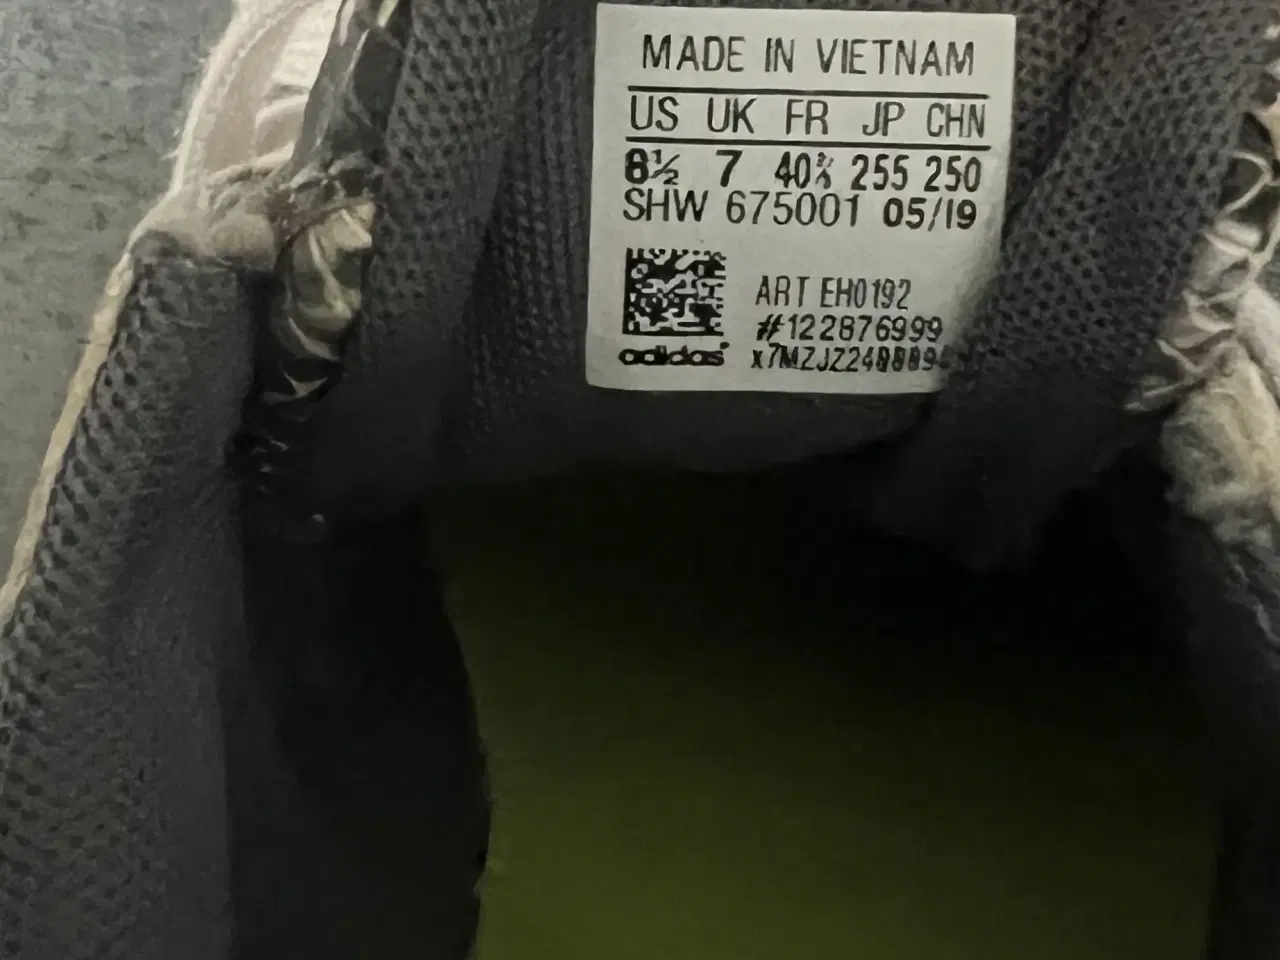 MADE IN VIETNAM
US UK FR JP CHN
8½ 7 40⅔ 255 250
SHW 675001 05/19
ART EH0192
#122876999
adidas